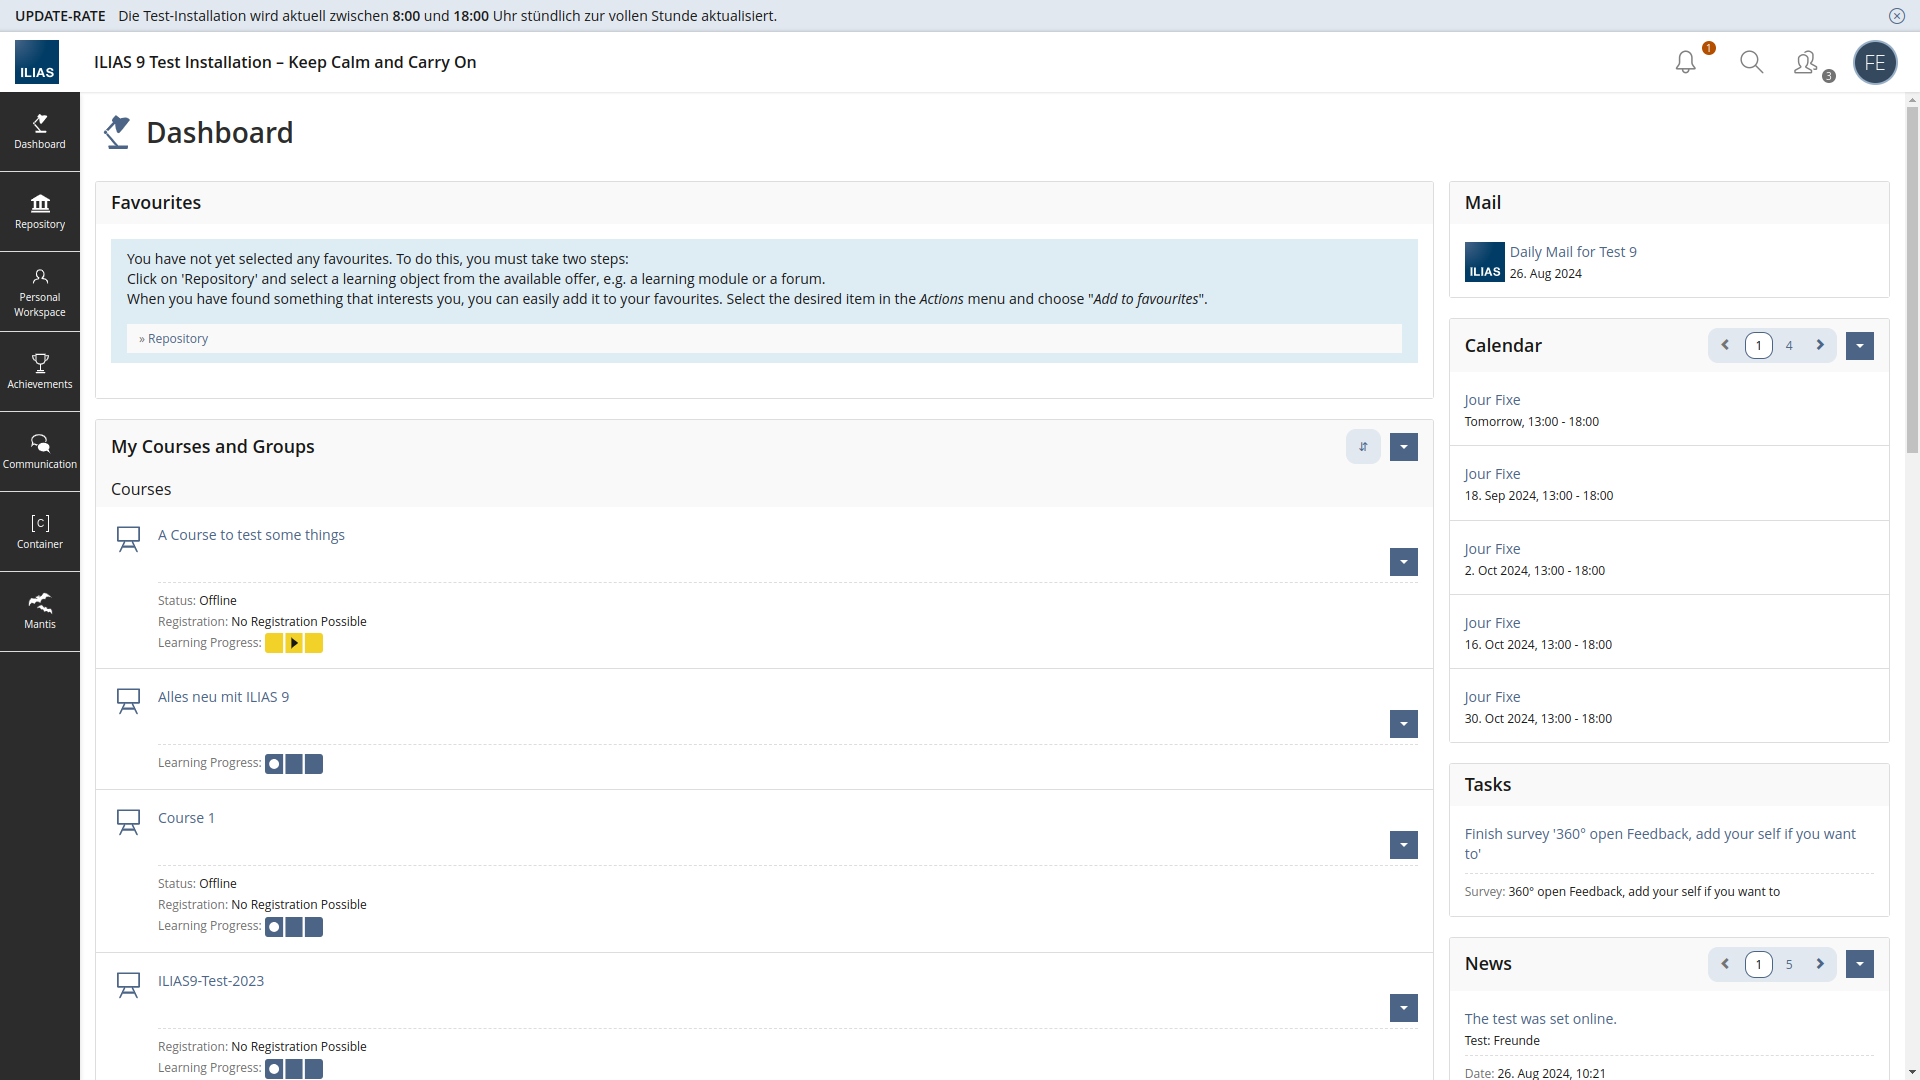 UPDATE-RATE Die Test-Installation wird aktuell zwischen 8:00 und 18:00 Uhr stündlich zur vollen Stunde aktualisiert.
ILIAS
ILIAS 9 Test Installation – Keep Calm and Carry On
1
3
FE
Dashboard
Repository
Personal
Workspace
Achievements
Communication
[C]
Container
Mantis
Dashboard
Favourites
You have not yet selected any favourites. To do this, you must take two steps:
Click on 'Repository' and select a learning object from the available offer, e.g. a learning module or a forum.
When you have found something that interests you, you can easily add it to your favourites. Select the desired item in the Actions menu and choose "Add to favourites".
» Repository
My Courses and Groups
Courses
A Course to test some things
Status: Offline
Registration: No Registration Possible
Learning Progress:
Alles neu mit ILIAS 9
Learning Progress:
Course 1
Status: Offline
Registration: No Registration Possible
Learning Progress:
ILIAS9-Test-2023
Registration: No Registration Possible
Learning Progress:
Mail
ILIAS
Daily Mail for Test 9
26. Aug 2024
Calendar
1 4
Jour Fixe
Tomorrow, 13:00 - 18:00
Jour Fixe
18. Sep 2024, 13:00 - 18:00
Jour Fixe
2. Oct 2024, 13:00 - 18:00
Jour Fixe
16. Oct 2024, 13:00 - 18:00
Jour Fixe
30. Oct 2024, 13:00 - 18:00
Tasks
Finish survey '360° open Feedback, add your self if you want
to'
Survey: 360° open Feedback, add your self if you want to
News
1 5
The test was set online.
Test: Freunde
Date: 26. Aug 2024, 10:21